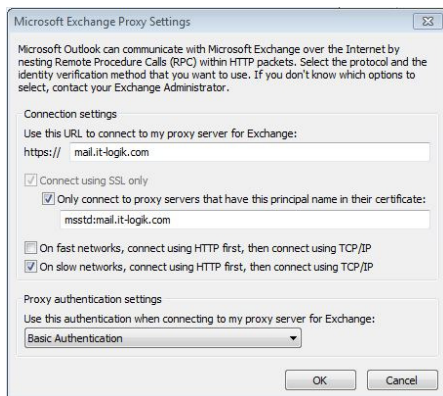 Microsoft Exchange Proxy Settings
Microsoft Outlook can communicate with Microsoft Exchange over the Internet by
nesting Remote Procedure Calls (RPC) within HTTP packets. Select the protocol and the
identity verification method that you want to use. If you don't know which options to
select, contact your Exchange Administrator.
Connection settings
Use this URL to connect to my proxy server for Exchange:
https:// mail.it-logik.com
Connect using SSL only
Only connect to proxy servers that have this principal name in their certificate:
msstd:mail.it-logik.com
On fast networks, connect using HTTP first, then connect using TCP/IP
On slow networks, connect using HTTP first, then connect using TCP/IP
Proxy authentication settings
Use this authentication when connecting to my proxy server for Exchange:
Basic Authentication
OK Cancel